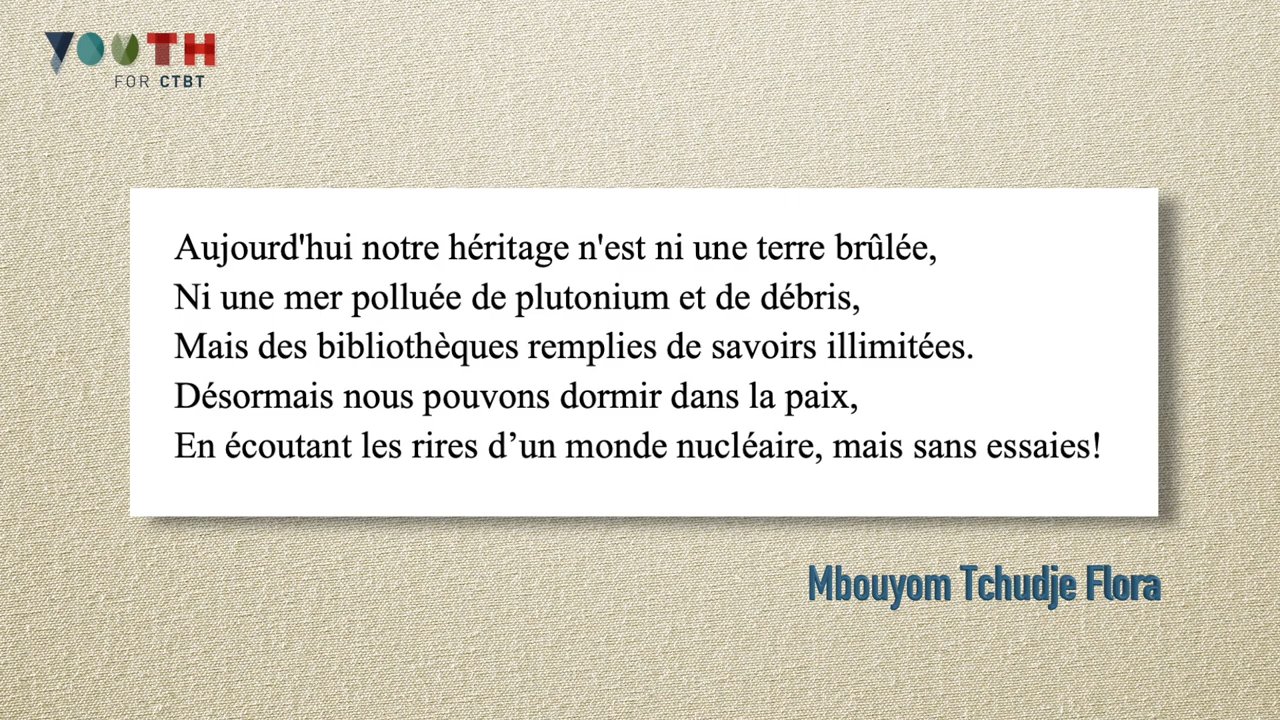 YOUTH
FOR CTBT
Aujourd'hui notre héritage n'est ni une terre brûlée,
Ni une mer polluée de plutonium et de débris,
Mais des bibliothèques remplies de savoirs illimitées.
Désormais nous pouvons dormir dans la paix,
En écoutant les rires d’un monde nucléaire, mais sans essaies!
Mbouyom Tchudje Flora